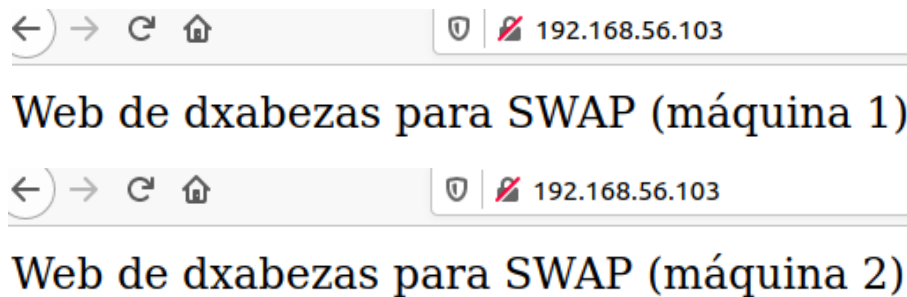 192.168.56.103
Web de dxabezas para SWAP (máquina 1)
192.168.56.103
Web de dxabezas para SWAP (máquina 2)